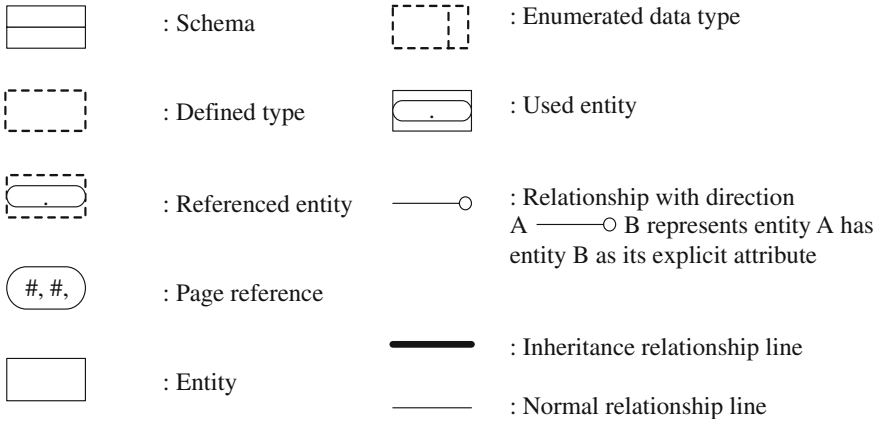 : Schema
: Defined type
: Referenced entity
#, #,
: Page reference
: Entity
: Enumerated data type
: Used entity
: Relationship with direction
A B represents entity A has
entity B as its explicit attribute
: Inheritance relationship line
: Normal relationship line